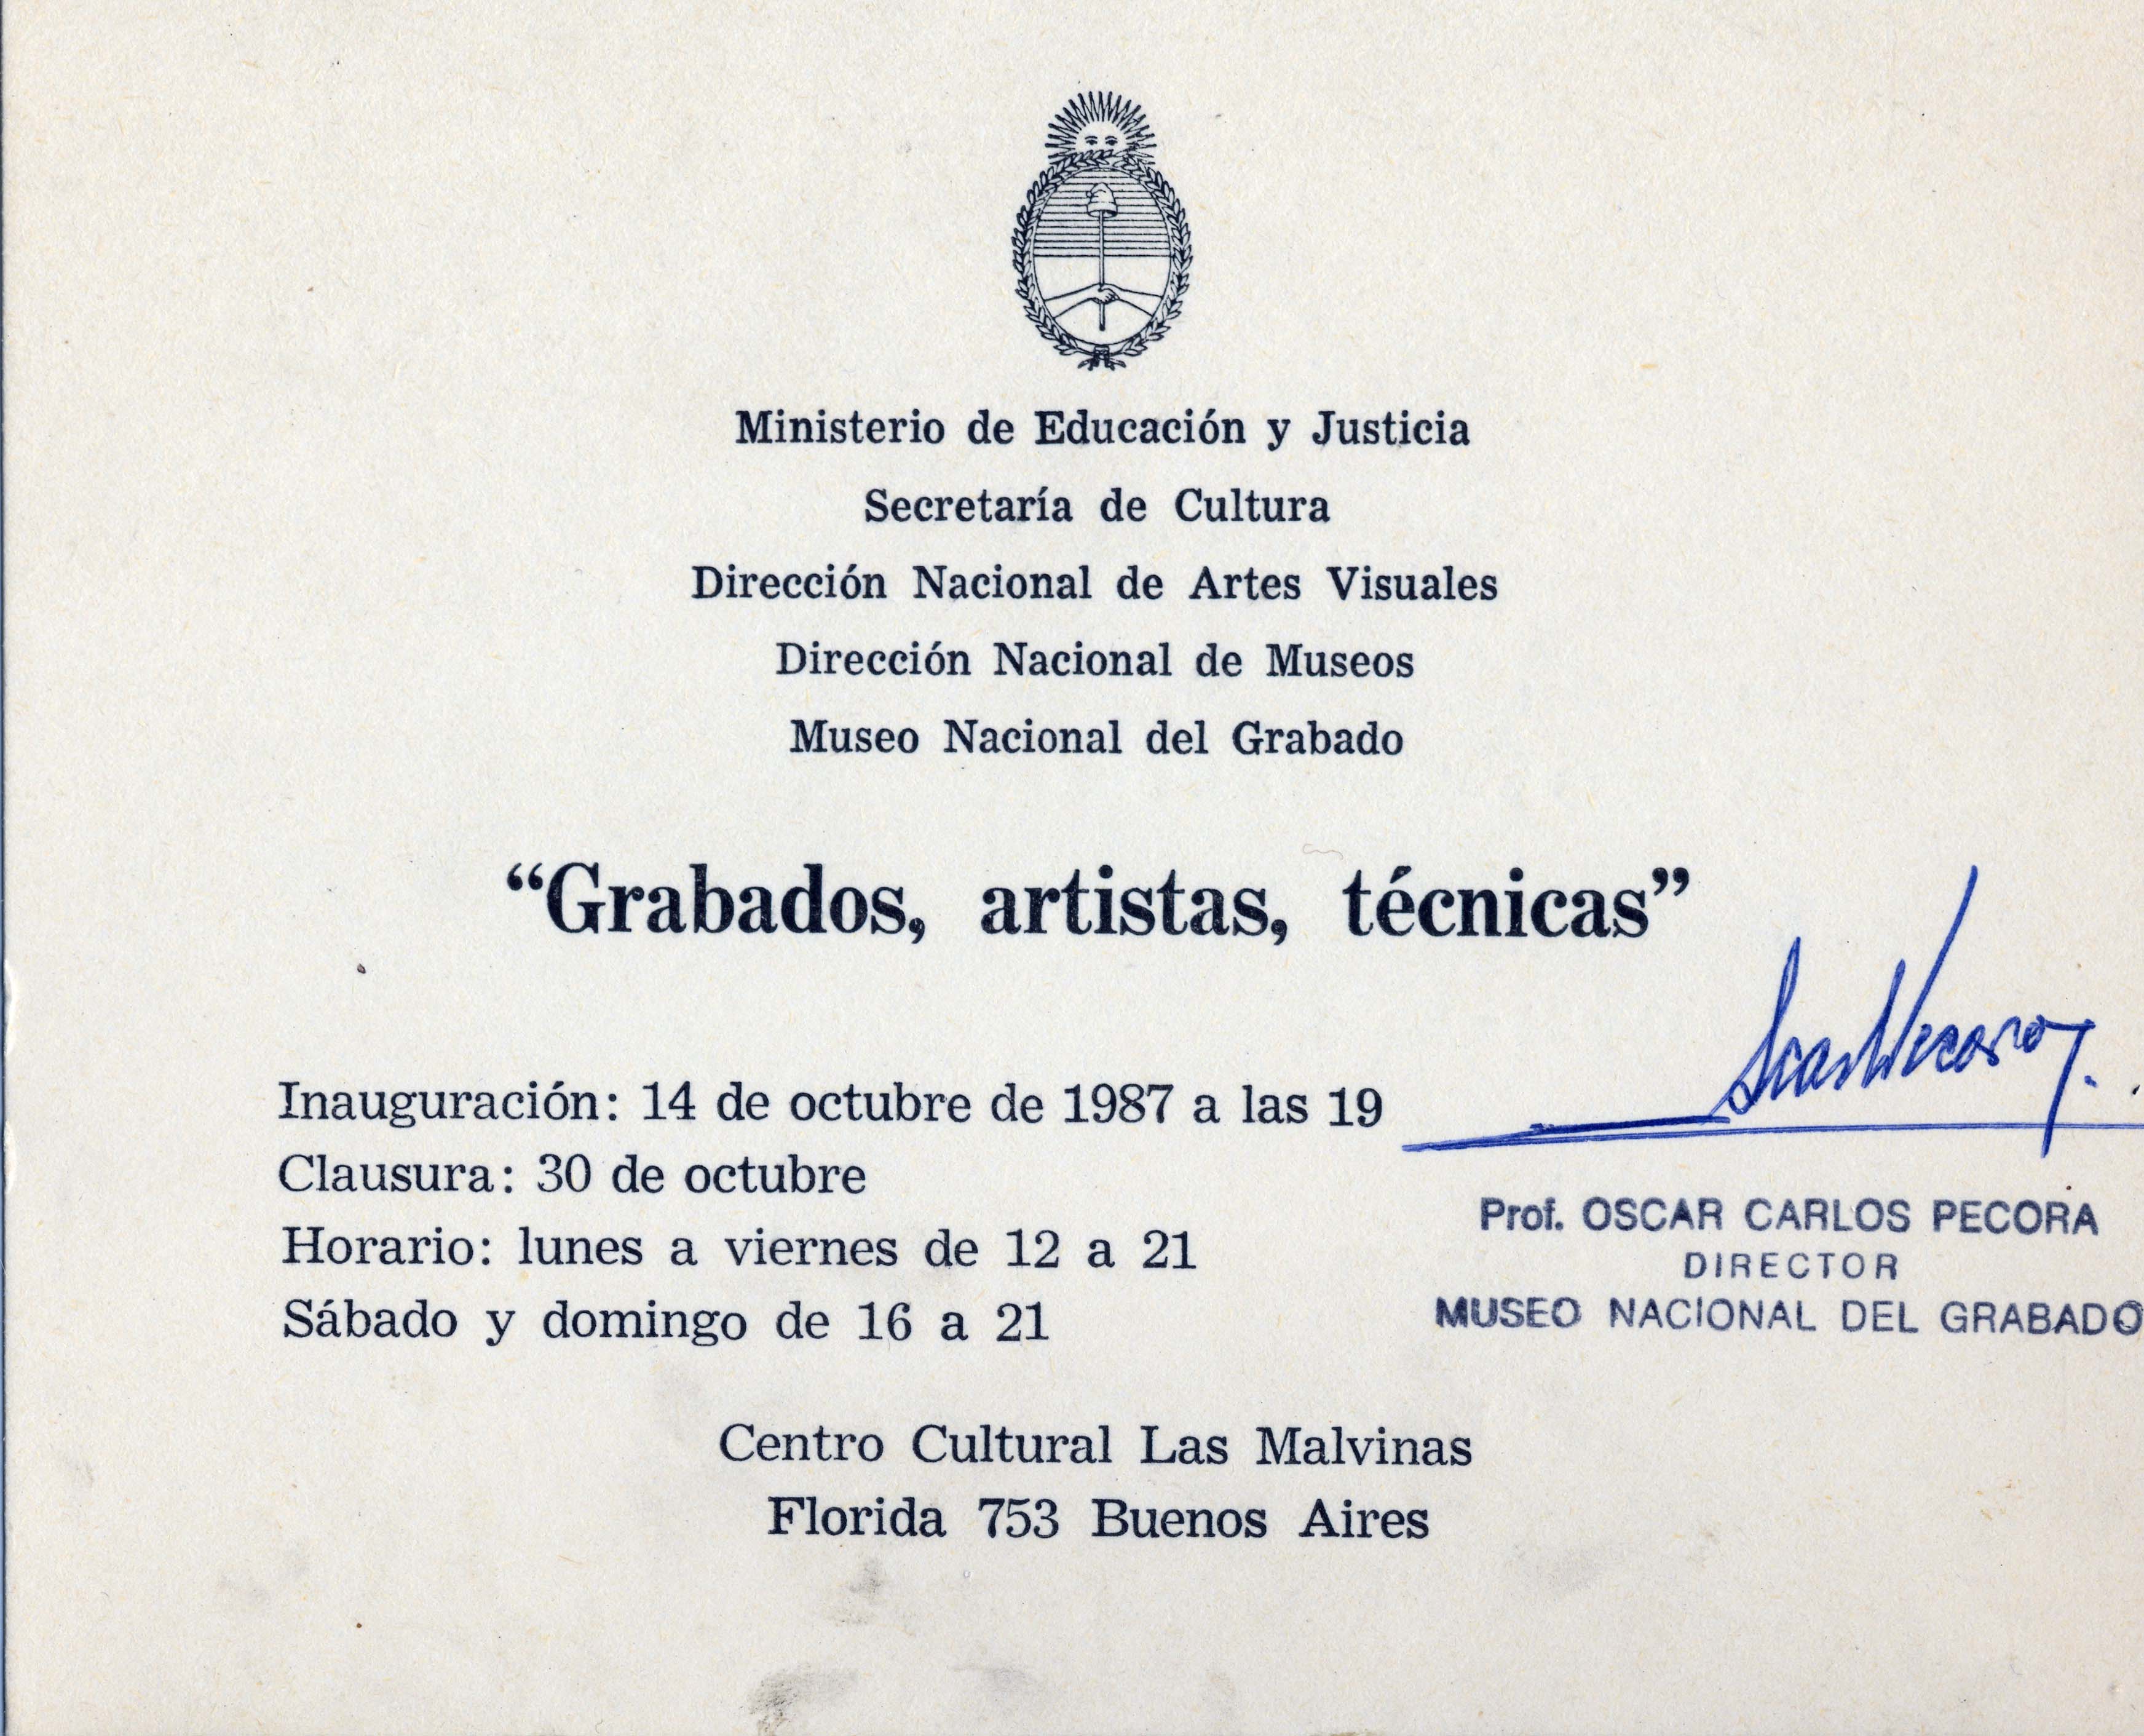 Ministerio de Educación y Justicia
Secretaría de Cultura
Dirección Nacional de Artes Visuales
Dirección Nacional de Museos
Museo Nacional del Grabado
“Grabados, artistas, técnicas”
Inauguración: 14 de octubre de 1987 a las 19
Clausura: 30 de octubre
Horario: lunes a viernes de 12 a 21
Sábado y domingo de 16 a 21
Oscar Pecora
Prof. OSCAR CARLOS PECORA
DIRECTOR
MUSEO NACIONAL DEL GRABADO
Centro Cultural Las Malvinas
Florida 753 Buenos Aires